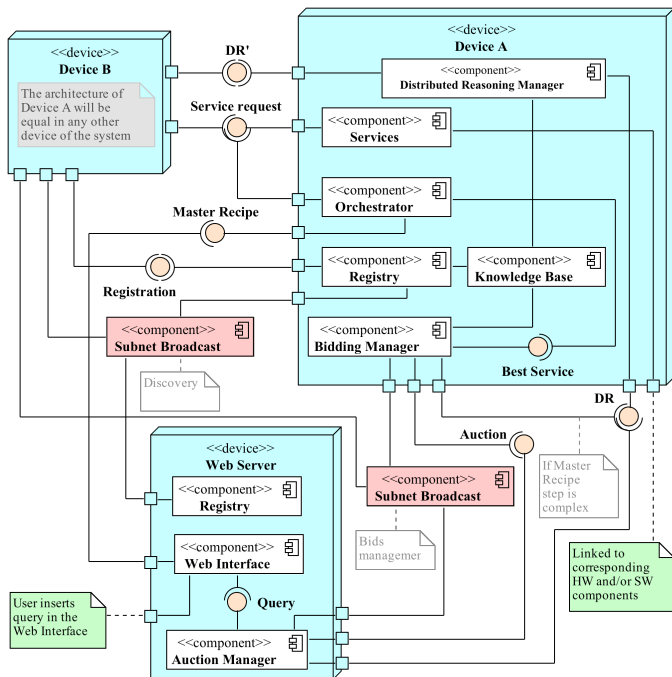 <<device>>
Device B
The architecture of
Device A will be
equal in any other
device of the system
DR'
Service request
Master Recipe
Registration
<<device>>
Device A
<<component>>
Distributed Reasoning Manager
<<component>>
Services
<<component>>
Orchestrator
<<component>>
Registry
<<component>>
Knowledge Base
<<component>>
Bidding Manager
Best Service
<<component>>
Subnet Broadcast
Discovery
DR
Auction
If Master
Recipe
step is
complex
<<component>>
Subnet Broadcast
Bids
managemer
Linked to
corresponding
HW and/or SW
components
<<device>>
Web Server
<<component>>
Registry
<<component>>
Web Interface
Query
<<component>>
Auction Manager
User inserts
query in the
Web Interface